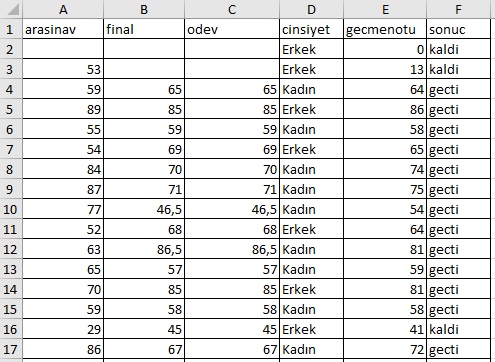 A B C D E F
1 arasinav final odev cinsiyet gecmenotu sonuc
2 Erkek 0 kaldi
3 53 Erkek 13 kaldi
4 59 65 65 Kadın 64 gecti
5 89 85 85 Erkek 86 gecti
6 55 59 59 Kadın 58 gecti
7 54 69 69 Erkek 65 gecti
8 84 70 70 Kadın 74 gecti
9 87 71 71 Kadın 75 gecti
10 77 46,5 46,5 Kadın 54 gecti
11 52 68 68 Erkek 64 gecti
12 63 86,5 86,5 Kadın 81 gecti
13 65 57 57 Kadın 59 gecti
14 70 85 85 Erkek 81 gecti
15 59 58 58 Kadın 58 gecti
16 29 45 45 Erkek 41 kaldi
17 86 67 67 Kadın 72 gecti